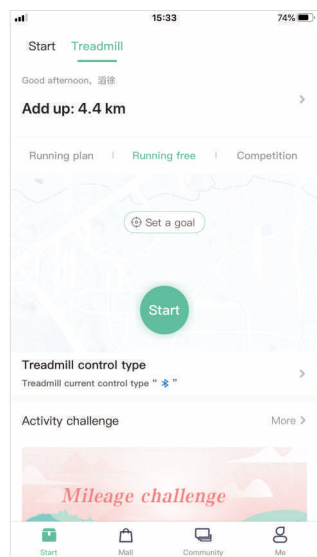 15:33
74%
Start Treadmill
Good afternoon, 滔徐
Add up: 4.4 km
Running plan
Running free
Competition
Set a goal
Start
Treadmill control type
Treadmill current control type " "
Activity challenge
More
Mileage challenge
Start
Mall
Community
Me